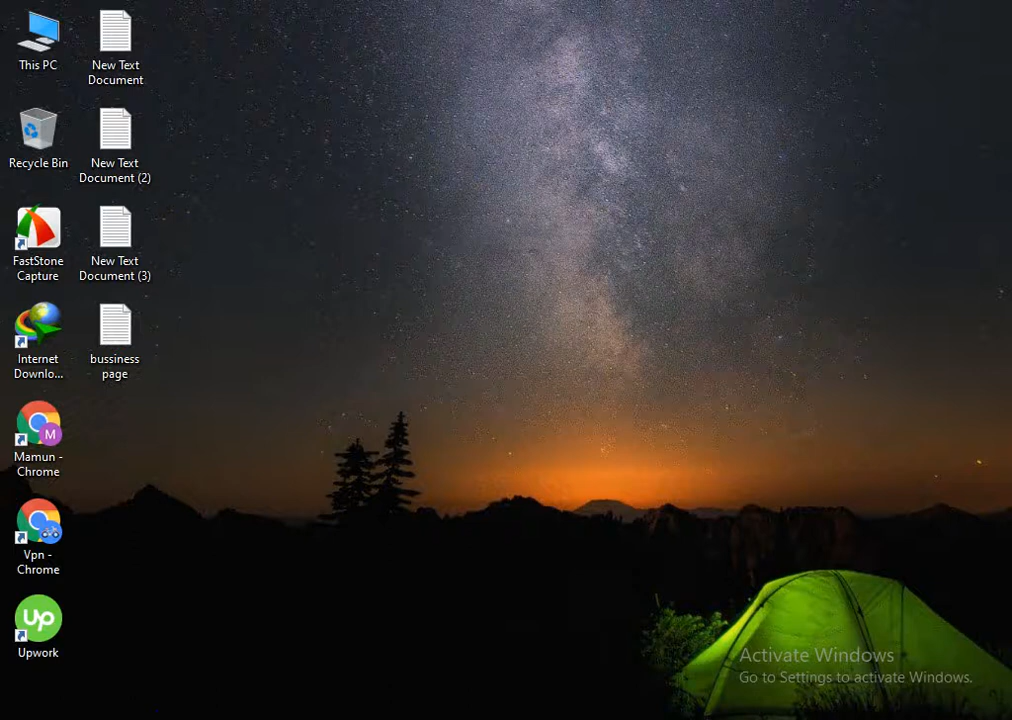 This PC
New Text
Document
Recycle Bin
New Text
Document (2)
FastStone
Capture
New Text
Document (3)
Internet
Downlo...
bussiness
page
M
Mamun -
Chrome
Vpn -
Chrome
Up
Upwork
Activate Windows
Go to Settings to activate Windows.